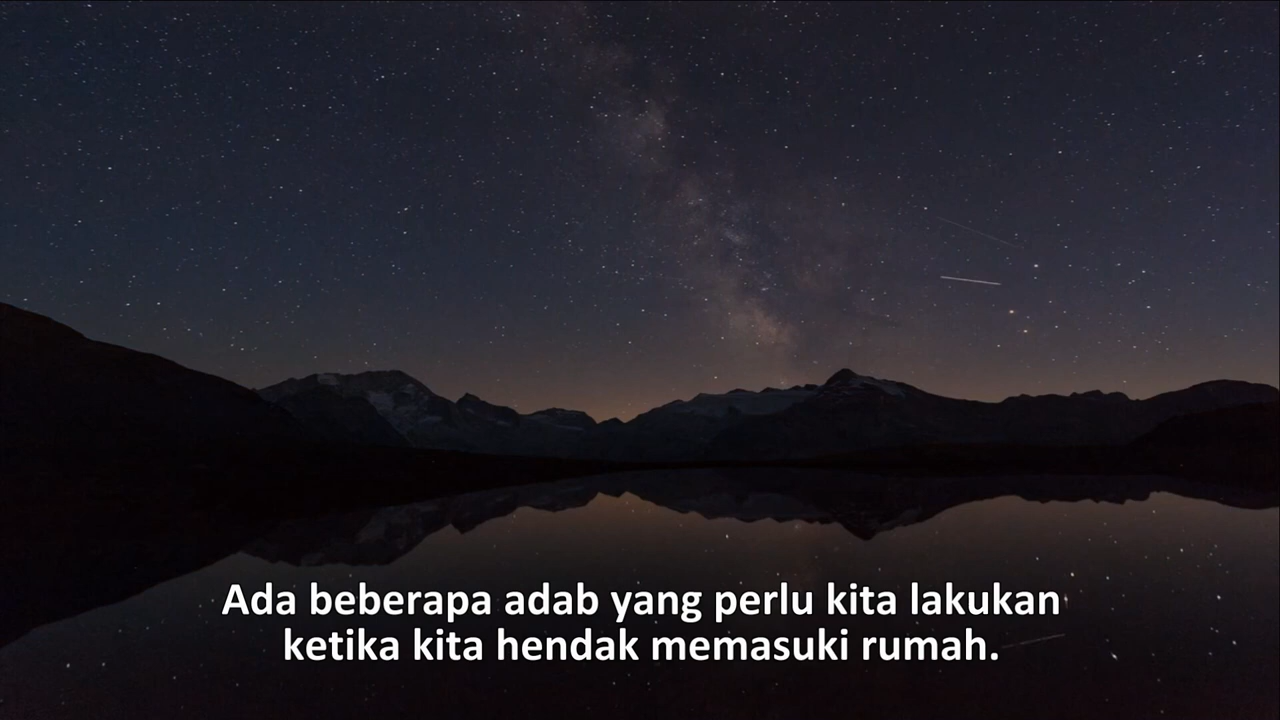 Ada beberapa adab yang perlu kita lakukan
ketika kita hendak memasuki rumah.